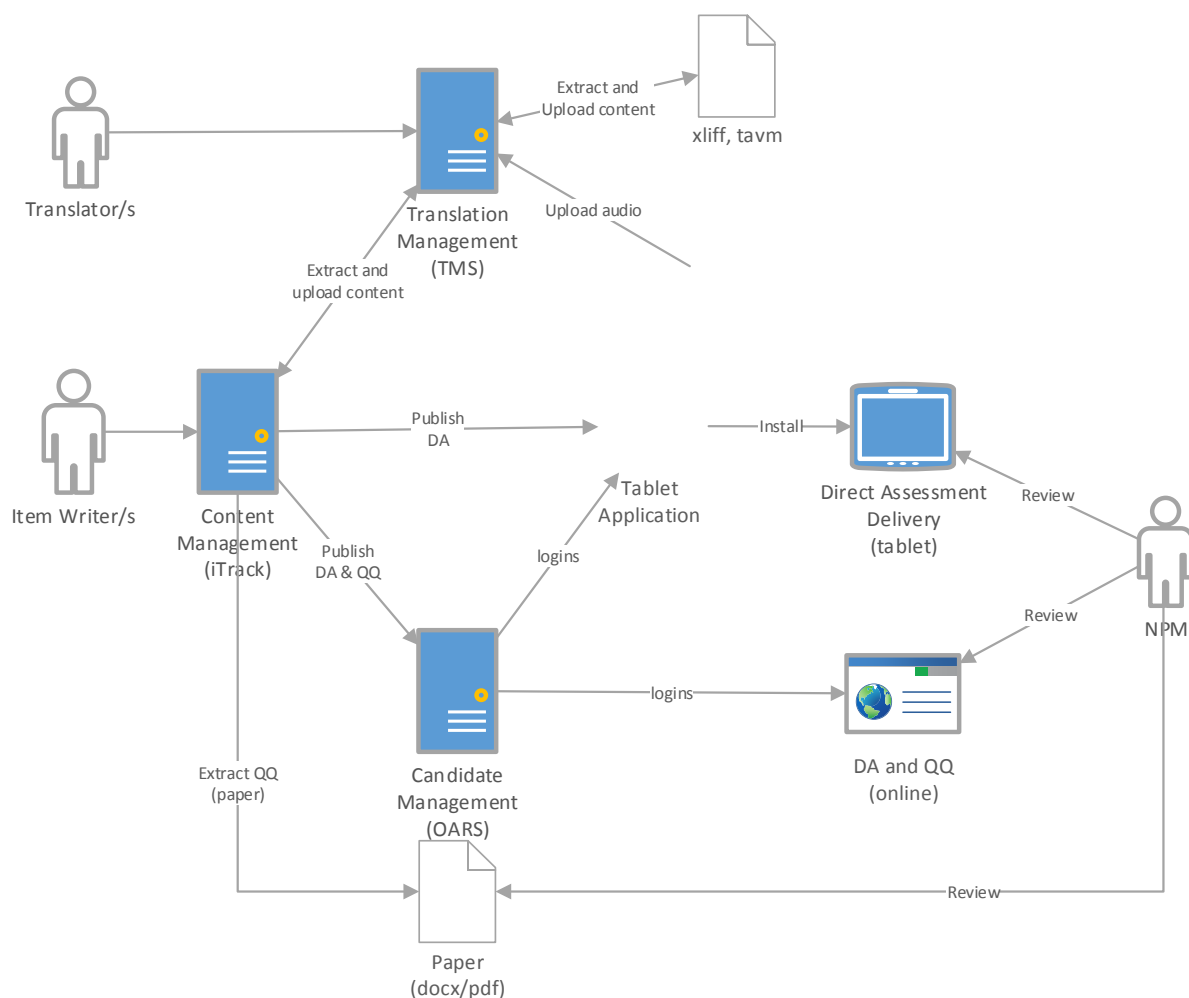 Extract and
Upload content
xliff, tavm
Translator/s
Upload audio
Translation
Management
(TMS)
Extract and
upload content
Publish
DA
Install
Item Writer/s
Content
Management
(iTrack)
Tablet
Application
Direct Assessment
Delivery
(tablet)
Review
Publish
DA & QQ
logins
Review
NPM
logins
Extract QQ
(paper)
Candidate
Management
(OARS)
DA and QQ
(online)
Review
Paper
(docx/pdf)